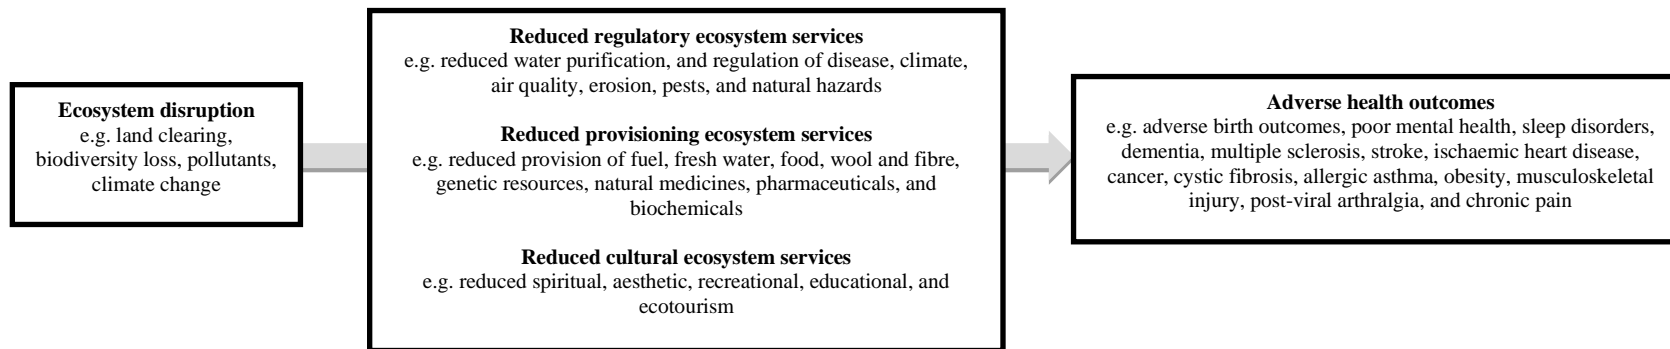 Ecosystem disruption
e.g. land clearing,
biodiversity loss, pollutants,
climate change
Reduced regulatory ecosystem services
e.g. reduced water purification, and regulation of disease, climate,
air quality, erosion, pests, and natural hazards
Reduced provisioning ecosystem services
e.g. reduced provision of fuel, fresh water, food, wool and fibre,
genetic resources, natural medicines, pharmaceuticals, and
biochemicals
Reduced cultural ecosystem services
e.g. reduced spiritual, aesthetic, recreational, educational, and
ecotourism
Adverse health outcomes
e.g. adverse birth outcomes, poor mental health, sleep disorders,
dementia, multiple sclerosis, stroke, ischaemic heart disease,
cancer, cystic fibrosis, allergic asthma, obesity, musculoskeletal
injury, post-viral arthralgia, and chronic pain